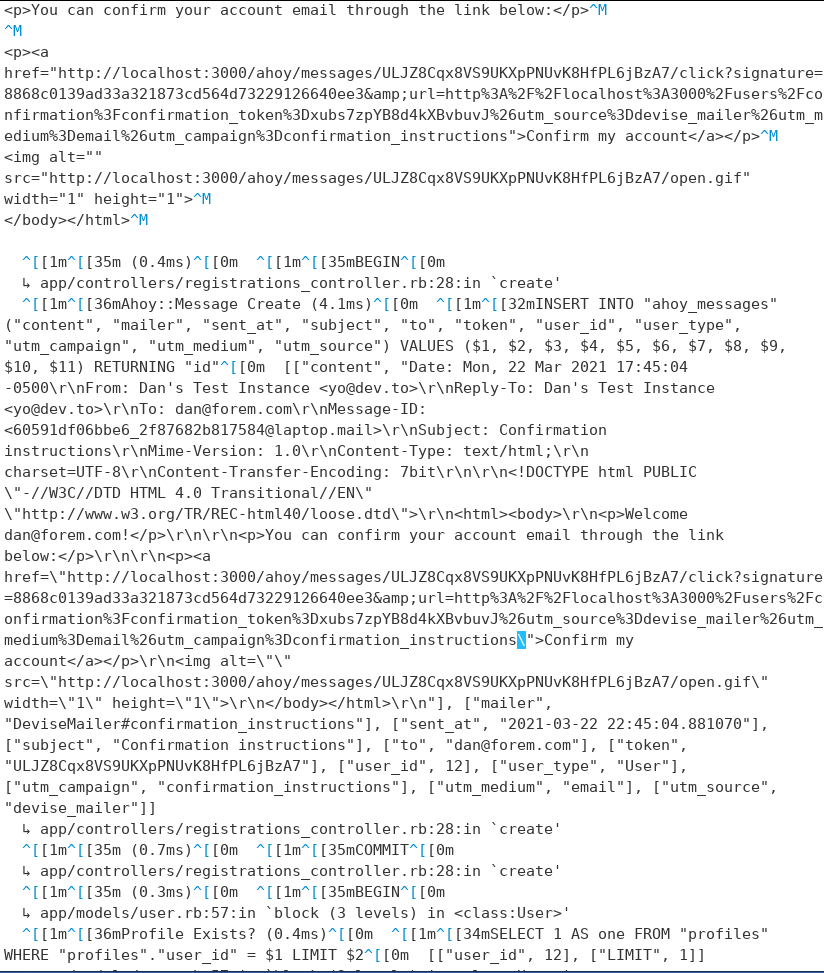 <p>You can confirm your account email through the link below:</p>^M
^M
<p><a
href="http://localhost:3000/ahoy/messages/ULJZ8Cqx8VS9UKXpPNUvK8HfPL6jBzA7/click?signature=
8868c0139ad33a321873cd564d73229126640ee3&amp;url=http%3A%2F%2Flocalhost%3A3000%2Fusers%2Fco
nfirmation%3Fconfirmation_token%3Dxubs7zpYB8d4kXBvbuvJ%26utm_source%3Ddevise_mailer%26utm_m
edium%3Demail%26utm_campaign%3Dconfirmation_instructions">Confirm my account</a></p>^M
<img alt=""
src="http://localhost:3000/ahoy/messages/ULJZ8Cqx8VS9UKXpPNUvK8HfPL6jBzA7/open.gif"
width="1" height="1">^M
</body></html>^M

  ^[[1m^[[35m (0.4ms)^[[0m  ^[[1m^[[35mBEGIN^[[0m
  ↳ app/controllers/registrations_controller.rb:28:in `create'
  ^[[1m^[[36mAhoy::Message Create (4.1ms)^[[0m  ^[[1m^[[32mINSERT INTO "ahoy_messages"
("content", "mailer", "sent_at", "subject", "to", "token", "user_id", "user_type",
"utm_campaign", "utm_medium", "utm_source") VALUES ($1, $2, $3, $4, $5, $6, $7, $8, $9,
$10, $11) RETURNING "id"^[[0m  [["content", "Date: Mon, 22 Mar 2021 17:45:04
-0500\r\nFrom: Dan's Test Instance <yo@dev.to>\r\nReply-To: Dan's Test Instance
<yo@dev.to>\r\nTo: dan@forem.com\r\nMessage-ID:
<60591df06bbe6_2f87682b817584@laptop.mail>\r\nSubject: Confirmation
instructions\r\nMime-Version: 1.0\r\nContent-Type: text/html;\r\n
charset=UTF-8\r\nContent-Transfer-Encoding: 7bit\r\n\r\n<!DOCTYPE html PUBLIC
\"-//W3C//DTD HTML 4.0 Transitional//EN\"
\"http://www.w3.org/TR/REC-html40/loose.dtd\">\r\n<html><body>\r\n<p>Welcome
dan@forem.com!</p>\r\n\r\n<p>You can confirm your account email through the link
below:</p>\r\n\r\n<p><a
href=\"http://localhost:3000/ahoy/messages/ULJZ8Cqx8VS9UKXpPNUvK8HfPL6jBzA7/click?signature
=8868c0139ad33a321873cd564d73229126640ee3&amp;url=http%3A%2F%2Flocalhost%3A3000%2Fusers%2Fc
onfirmation%3Fconfirmation_token%3Dxubs7zpYB8d4kXBvbuvJ%26utm_source%3Ddevise_mailer%26utm_
medium%3Demail%26utm_campaign%3Dconfirmation_instructions\">Confirm my
account</a></p>\r\n<img alt=\"\"
src=\"http://localhost:3000/ahoy/messages/ULJZ8Cqx8VS9UKXpPNUvK8HfPL6jBzA7/open.gif\"
width=\"1\" height=\"1\">\r\n</body></html>\r\n"], ["mailer",
"DeviseMailer#confirmation_instructions"], ["sent_at", "2021-03-22 22:45:04.881070"],
["subject", "Confirmation instructions"], ["to", "dan@forem.com"], ["token",
"ULJZ8Cqx8VS9UKXpPNUvK8HfPL6jBzA7"], ["user_id", 12], ["user_type", "User"],
["utm_campaign", "confirmation_instructions"], ["utm_medium", "email"], ["utm_source",
"devise_mailer"]]
  ↳ app/controllers/registrations_controller.rb:28:in `create'
  ^[[1m^[[35m (0.7ms)^[[0m  ^[[1m^[[35mCOMMIT^[[0m
  ↳ app/controllers/registrations_controller.rb:28:in `create'
  ^[[1m^[[35m (0.3ms)^[[0m  ^[[1m^[[35mBEGIN^[[0m
  ↳ app/models/user.rb:57:in `block (3 levels) in <class:User>'
  ^[[1m^[[36mProfile Exists? (0.4ms)^[[0m  ^[[1m^[[34mSELECT 1 AS one FROM "profiles"
WHERE "profiles"."user_id" = $1 LIMIT $2^[[0m  [["user_id", 12], ["LIMIT", 1]]